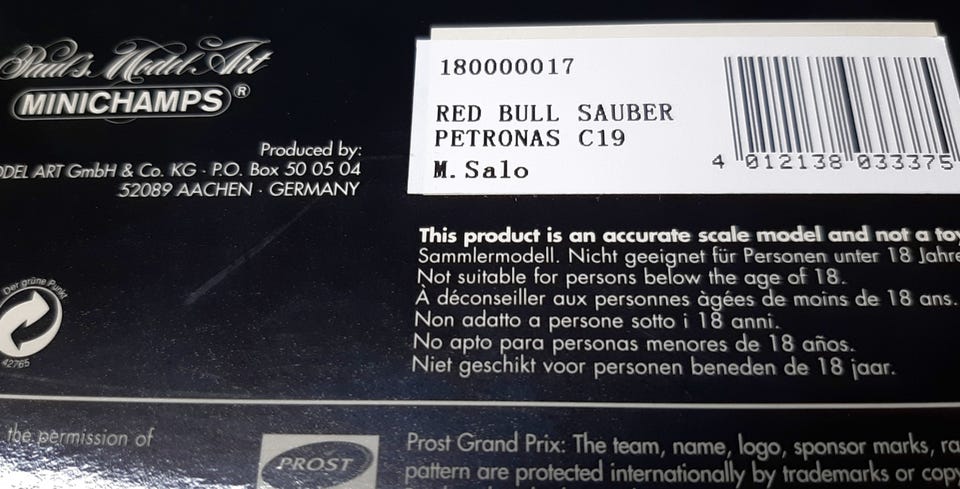 Paul's Model Art
MINICHAMPS®
Produced by:
ODEL ART GmbH & Co. KG · P.O. Box 50 05 04
52089 AACHEN · GERMANY
180000017
RED BULL SAUBER
PETRONAS C19
M. Salo
4 012138 033375
This product is an accurate scale model and not a toy
Sammlermodell. Nicht geeignet für Personen unter 18 Jahre
Not suitable for persons below the age of 18.
À déconseiller aux personnes àgées de moins de 18 ans.
Non adatto a persone sotto i 18 anni.
No apto para personas menores de 18 años.
Niet geschikt voor personen beneden de 18 jaar.
Der grüne Punkt
42765
the permission of
PROST
Prost Grand Prix: The team, name, logo, sponsor marks, ra
pattern are protected internationally by trademarks or copy